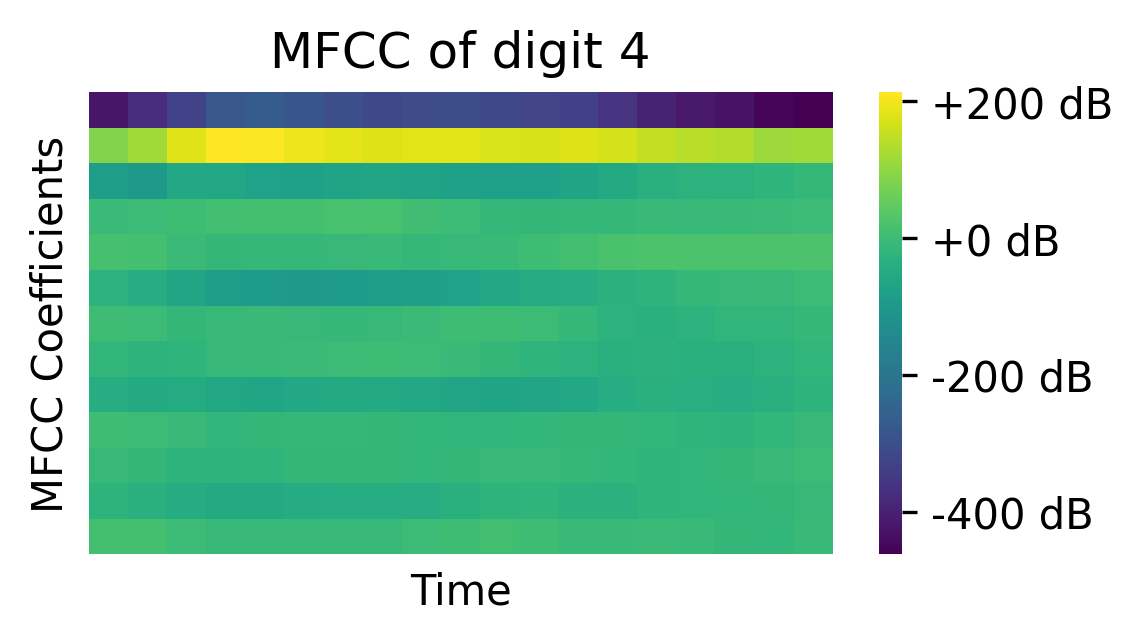 MFCC of digit 4
MFCC Coefficients
Time
+200 dB
+0 dB
-200 dB
-400 dB